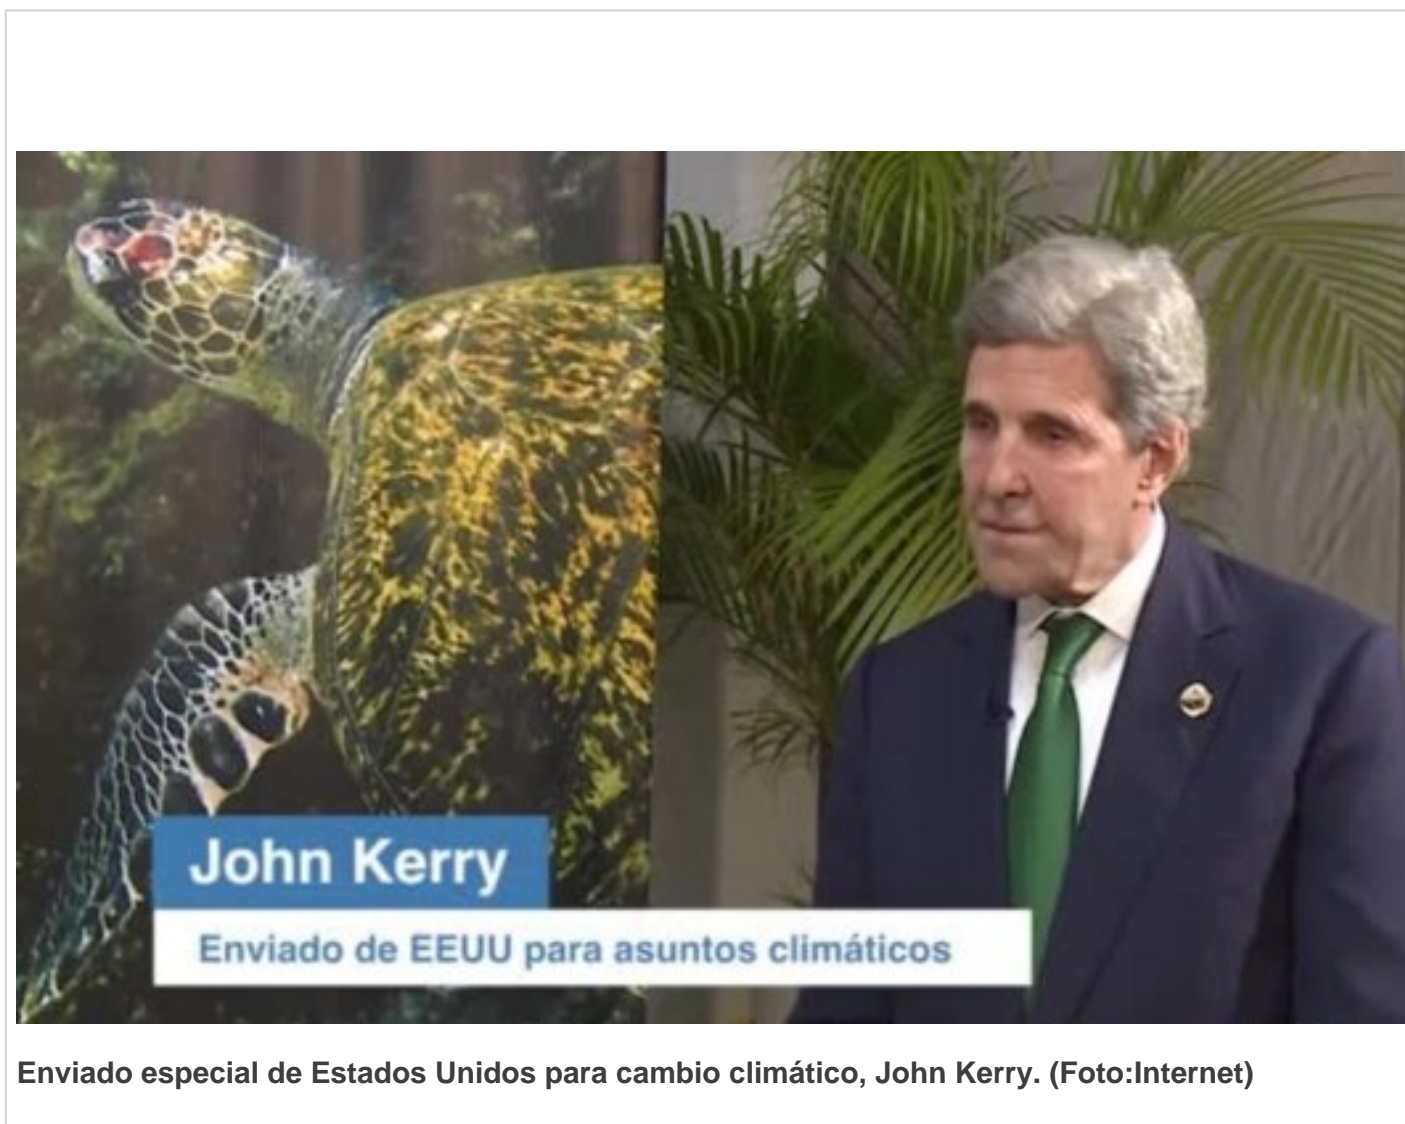 John Kerry
Enviado de EEUU para asuntos climáticos
Enviado especial de Estados Unidos para cambio climático, John Kerry. (Foto:Internet)